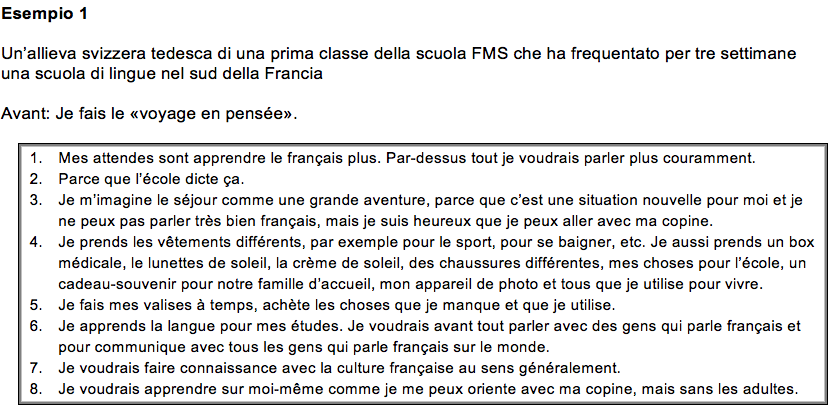 Esempio 1
Un'allieva svizzera tedesca di una prima classe della scuola FMS che ha frequentato per tre settimane
una scuola di lingue nel sud della Francia
Avant: Je fais le «voyage en pensée».
1. Mes attendes sont apprendre le français plus. Par-dessus tout je voudrais parler plus couramment.
2. Parce que l'école dicte ça.
3. Je m'imagine le séjour comme une grande aventure, parce que c'est une situation nouvelle pour moi et je
ne peux pas parler très bien français, mais je suis heureux que je peux aller avec ma copine.
4. Je prends les vêtements différents, par exemple pour le sport, pour se baigner, etc. Je aussi prends un box
médicale, le lunettes de soleil, la crème de soleil, des chaussures différentes, mes choses pour l'école, un
cadeau-souvenir pour notre famille d'accueil, mon appareil de photo et tous que je utilise pour vivre.
5. Je fais mes valises à temps, achète les choses que je manque et que je utilise.
6. Je apprends la langue pour mes études. Je voudrais avant tout parler avec des gens qui parle français et
pour communique avec tous les gens qui parle français sur le monde.
7. Je voudrais faire connaissance avec la culture française au sens généralement.
8. Je voudrais apprendre sur moi-même comme je me peux oriente avec ma copine, mais sans les adultes.